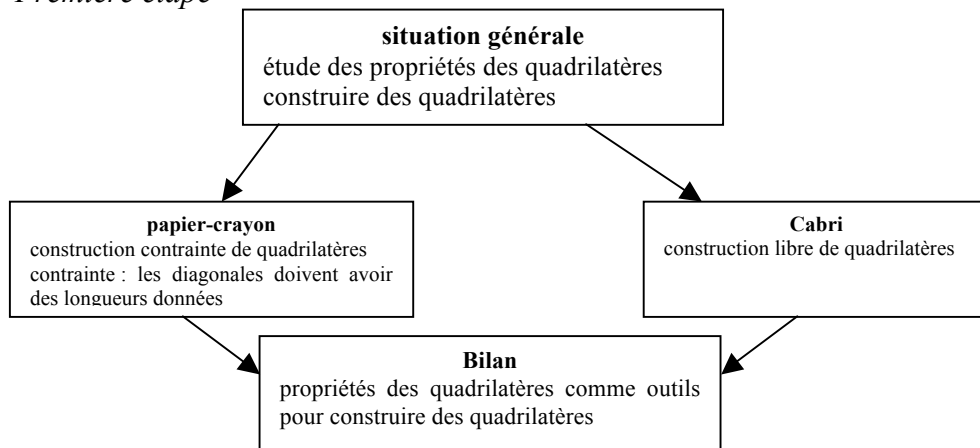 Première étape
situation générale
étude des propriétés des quadrilatères
construire des quadrilatères
papier-crayon
construction contrainte de quadrilatères
contrainte : les diagonales doivent avoir
des longueurs données
Cabri
construction libre de quadrilatères
Bilan
propriétés des quadrilatères comme outils
pour construire des quadrilatères